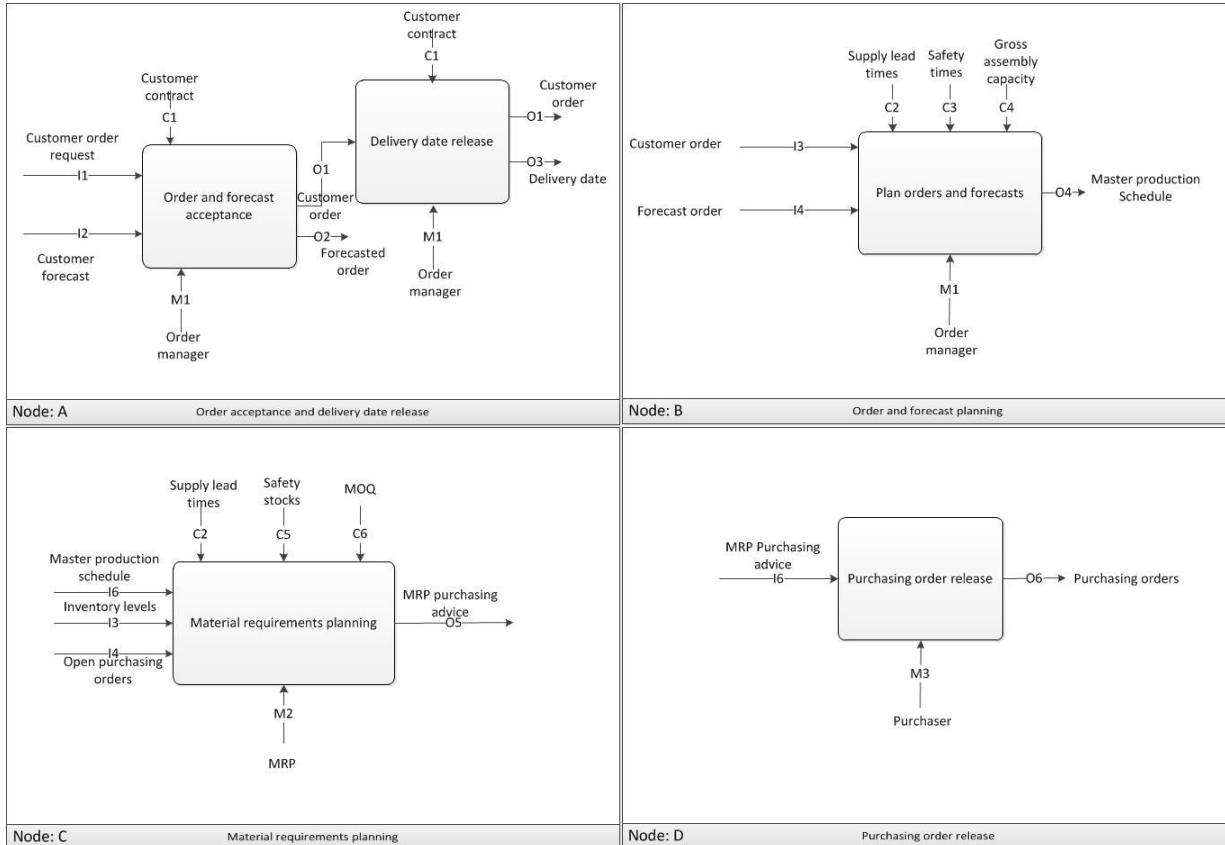 Customer
contract
C1
Customer
contract
C1
Customer order
request
I1
I2
Customer
forecast
Order and forecast
acceptance
M1
Order
manager
O1
Customer
order
O2
Forecasted
order
Delivery date release
O1
Customer
order
O3
Delivery date
M1
Order
manager
Node: A
Order acceptance and delivery date release
Supply lead
times
C2
Safety
times
C3
Gross
assembly
capacity
C4
Customer order
I3
Forecast order
I4
Plan orders and forecasts
O4
Master production
Schedule
M1
Order
manager
Node: B
Order and forecast planning
Supply lead
times
C2
Safety
stocks
C5
MOQ
C6
Master production
schedule
I6
Inventory levels
I3
I4
Open purchasing
orders
Material requirements planning
MRP purchasing
advice
O5
M2
MRP
Node: C
Material requirements planning
MRP Purchasing
advice
I6
Purchasing order release
O6
Purchasing orders
M3
Purchaser
Node: D
Purchasing order release